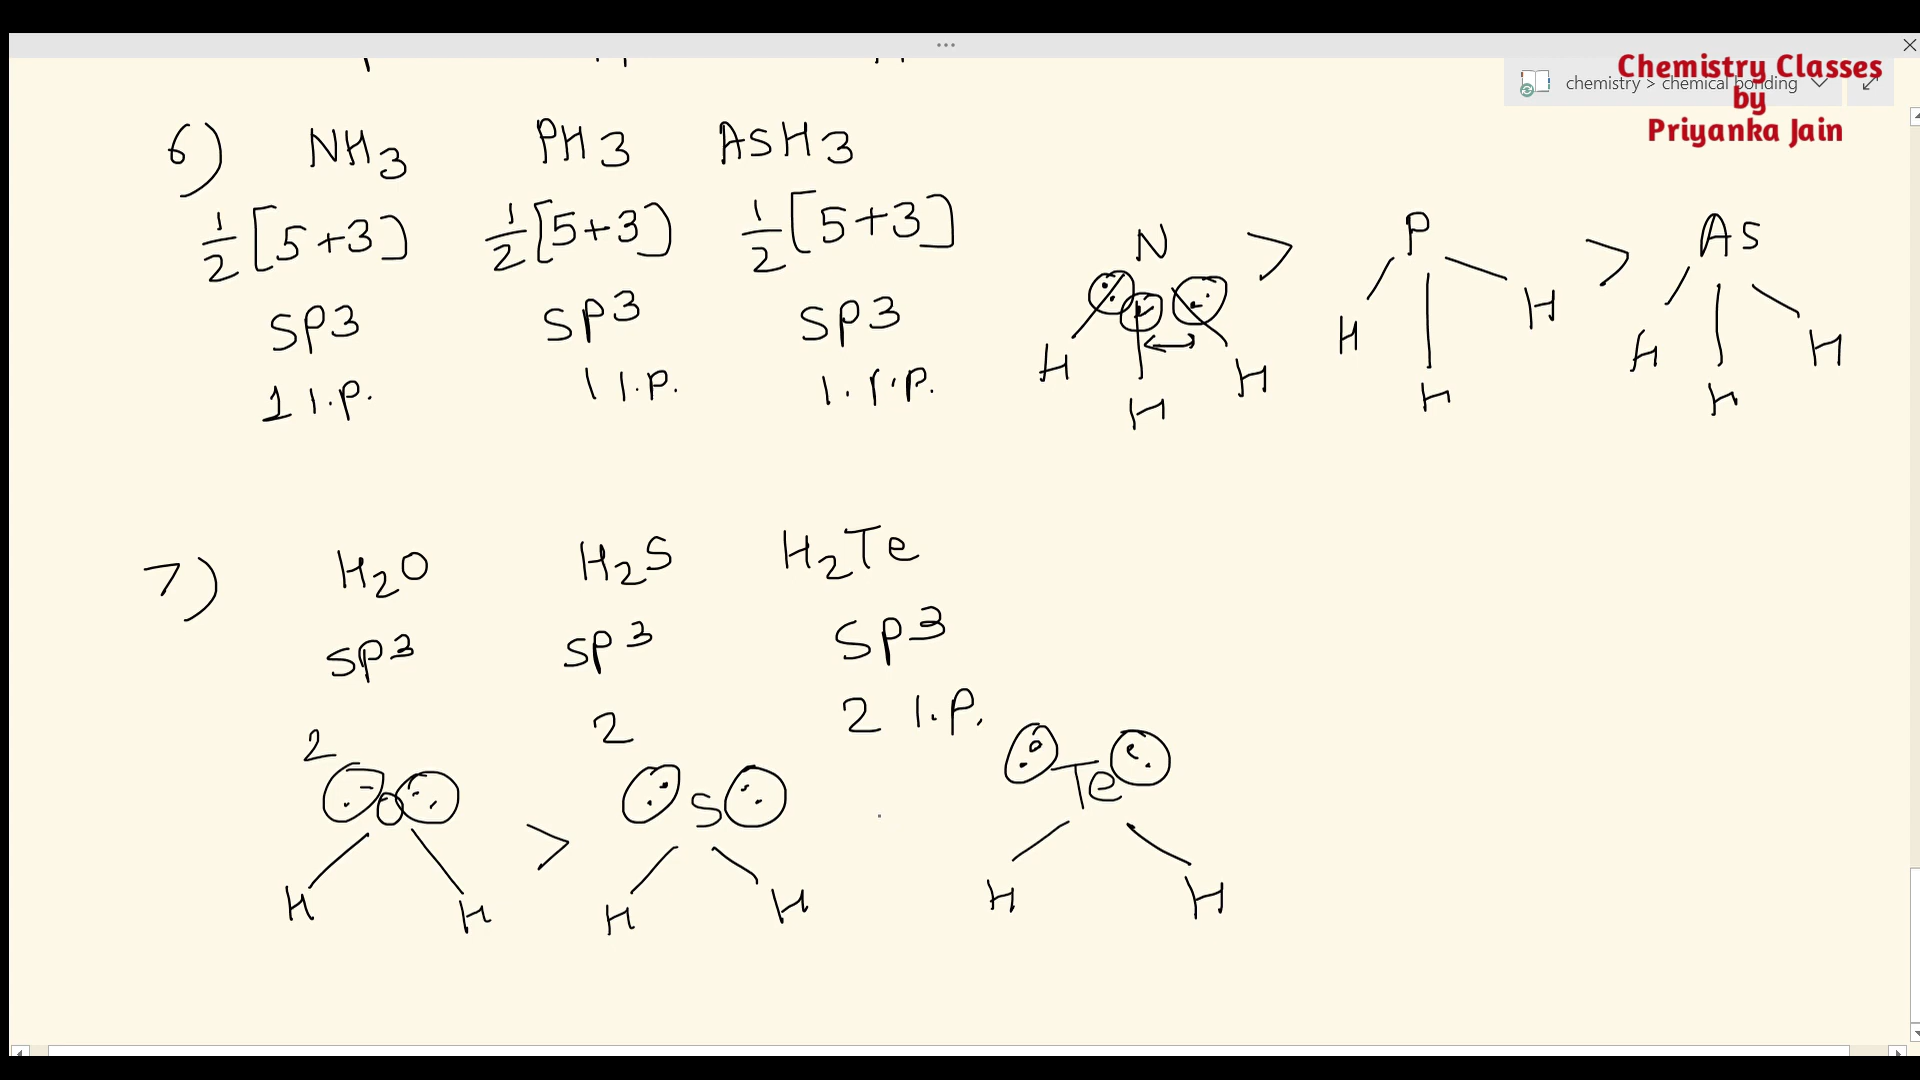 chemistry > chemical bonding
Chemistry Classes
by
Priyanka Jain
6) NH3 PH3 AsH3
1/2 [5+3] 1/2 [5+3] 1/2 [5+3]
SP3 SP3 SP3
1 l.p. 1 l.p. 1.
N > P > As
H H H H H H H H H
7) H2O H2S H2Te
SP3 SP3 SP3
2 2 2 l.p.
O > S Te
H H H H H H